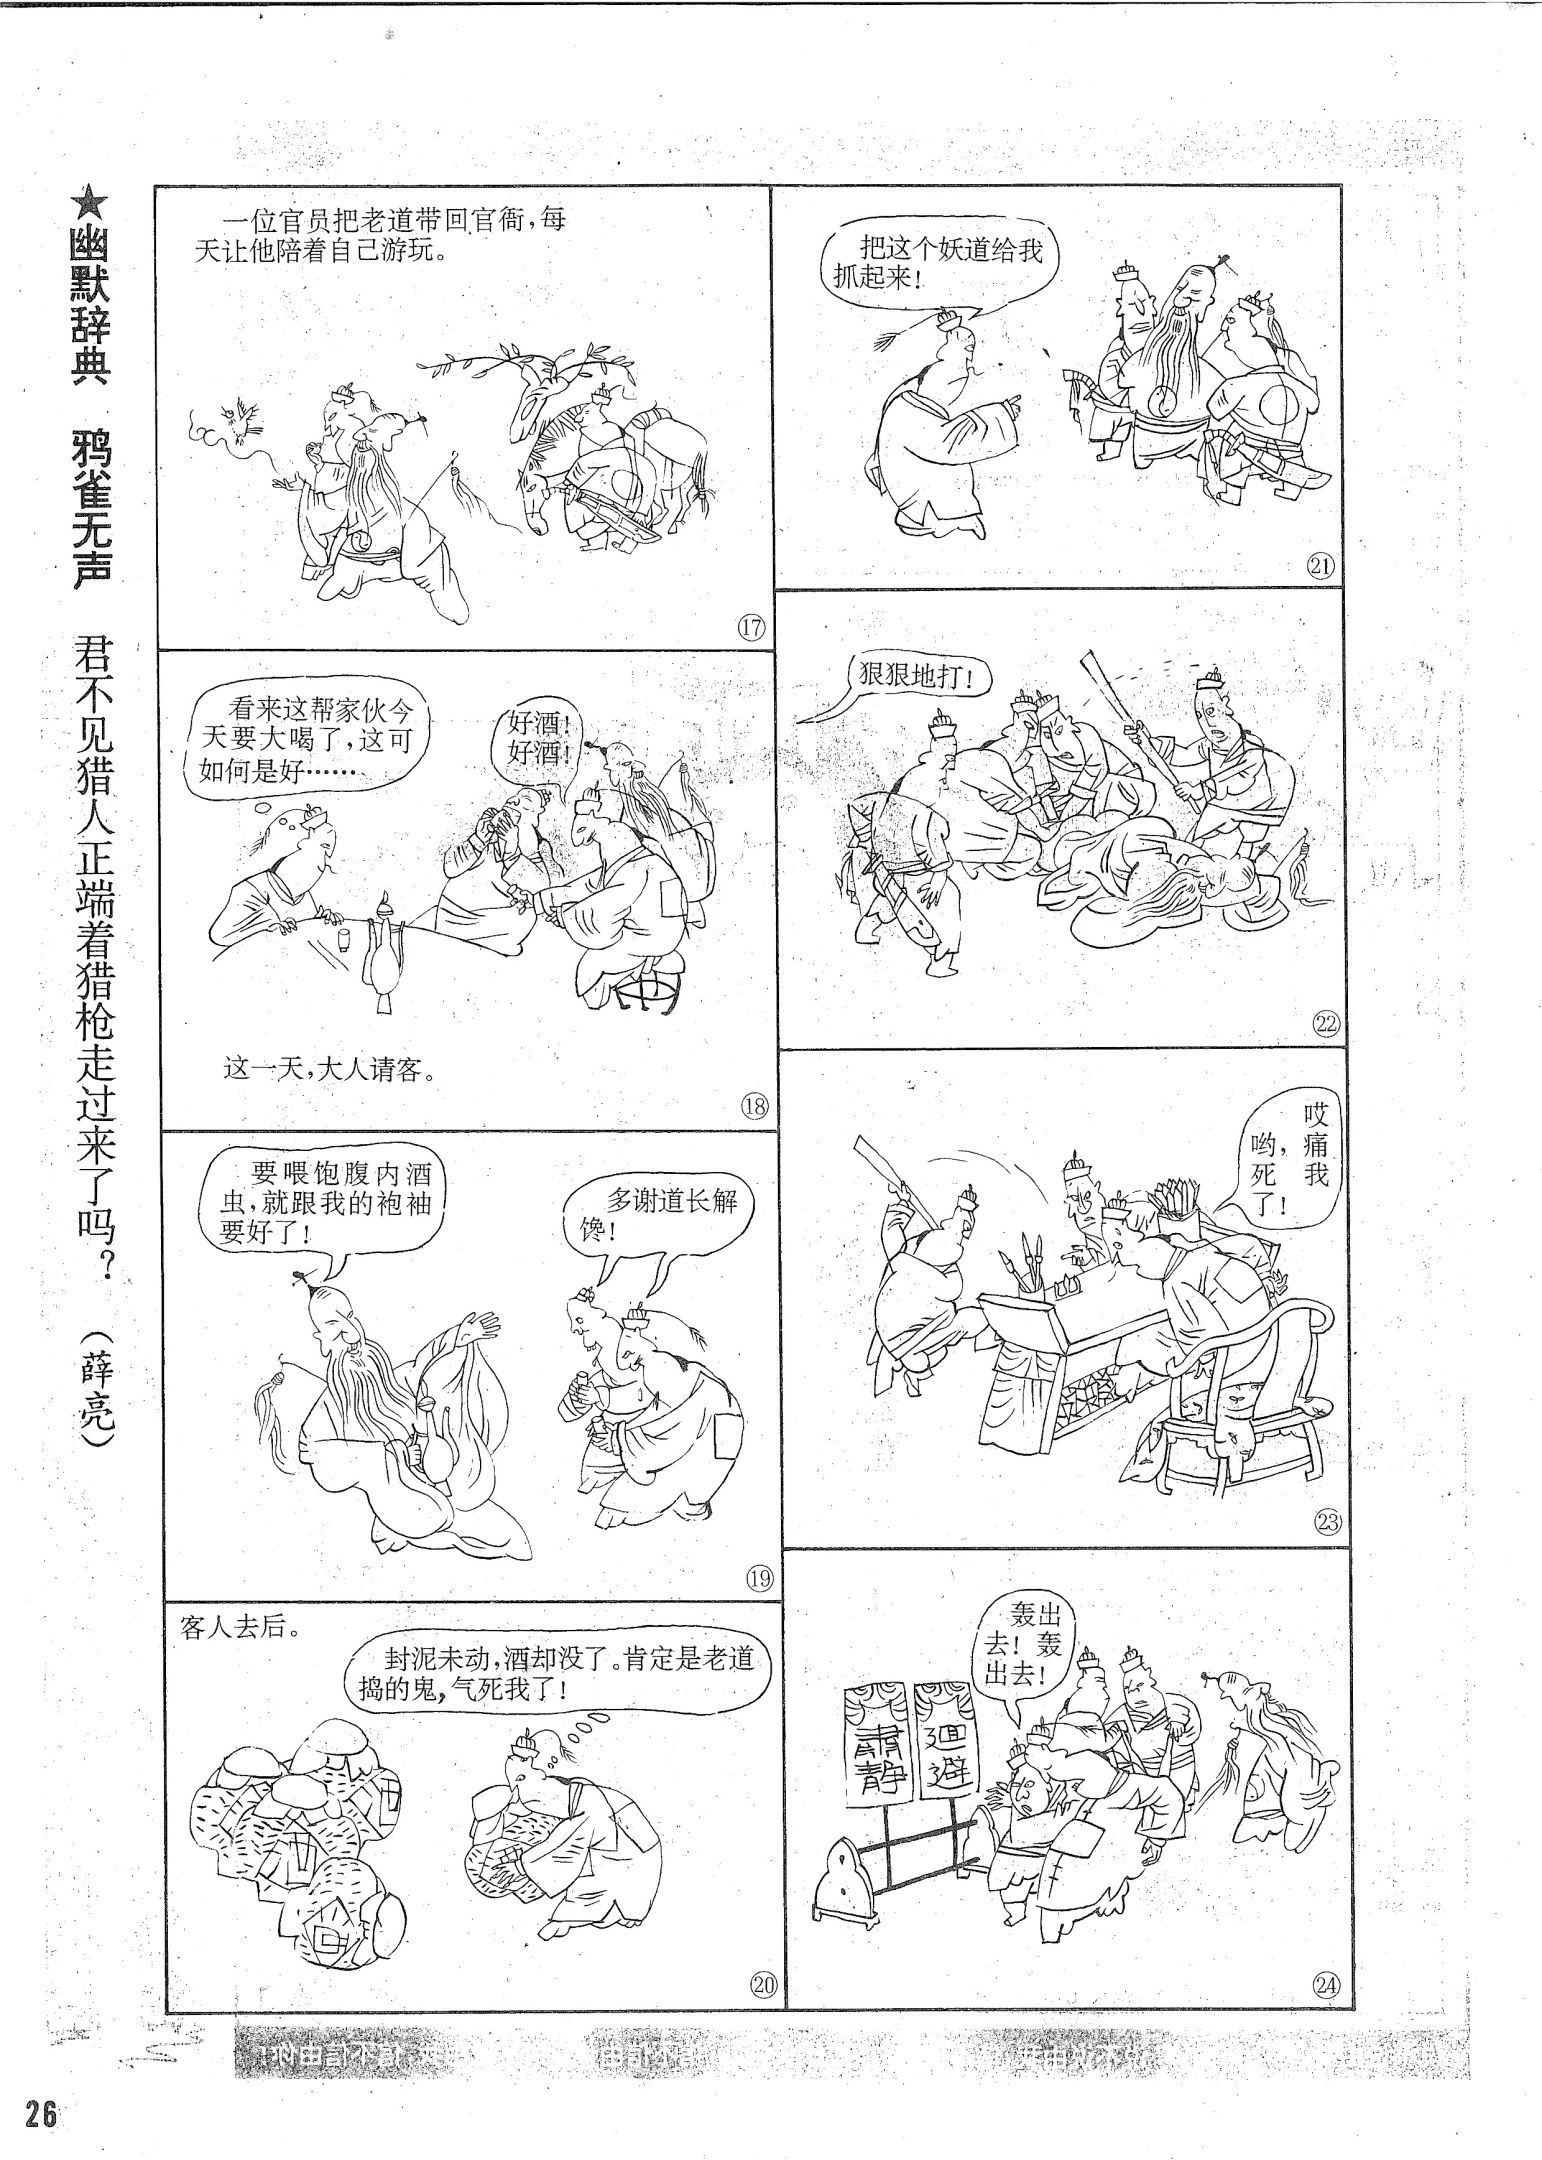 ★幽默辞典 鸦雀无声 君不见猎人正端着猎枪走过来了吗？（薛亮）
一位官员把老道带回官衙，每
天让他陪着自己游玩。
⑰
看来这帮家伙今
天要大喝了，这可
如何是好……
好酒！
好酒！
这一天，大人请客。
⑱
要喂饱腹内酒
虫，就跟我的袍袖
要好了！
多谢道长解
馋！
⑲
客人去后。
封泥未动，酒却没了。肯定是老道
捣的鬼，气死我了！
⑳
把这个妖道给我
抓起来！
㉑
狠狠地打！
㉒
哎痛我
哟，死了！
㉓
轰出
去！轰
出去！
肃静
迴避
㉔
26